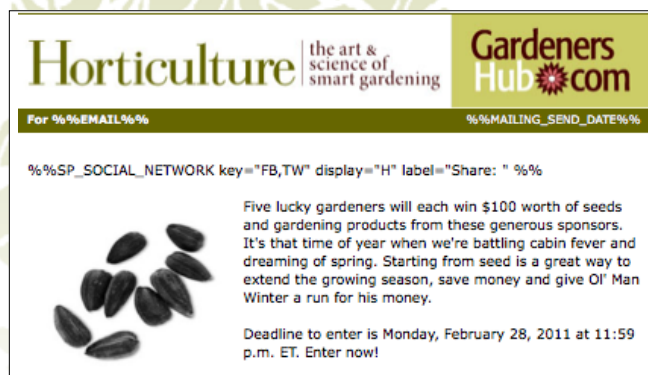 Horticulture the art &
science of
smart gardening
Gardeners
Hub com
For %%EMAIL%% %%MAILING_SEND_DATE%%
%%SP_SOCIAL_NETWORK key="FB,TW" display="H" label="Share: " %%
Five lucky gardeners will each win $100 worth of seeds
and gardening products from these generous sponsors.
It's that time of year when we're battling cabin fever and
dreaming of spring. Starting from seed is a great way to
extend the growing season, save money and give Ol' Man
Winter a run for his money.
Deadline to enter is Monday, February 28, 2011 at 11:59
p.m. ET. Enter now!